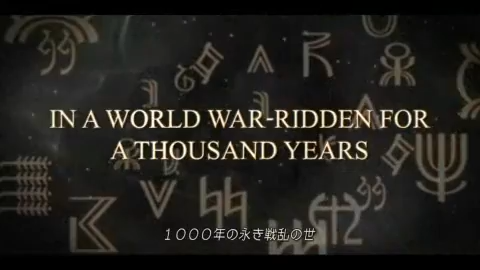 IN A WORLD WAR-RIDDEN FOR
A THOUSAND YEARS
１０００年の永き戦乱の世